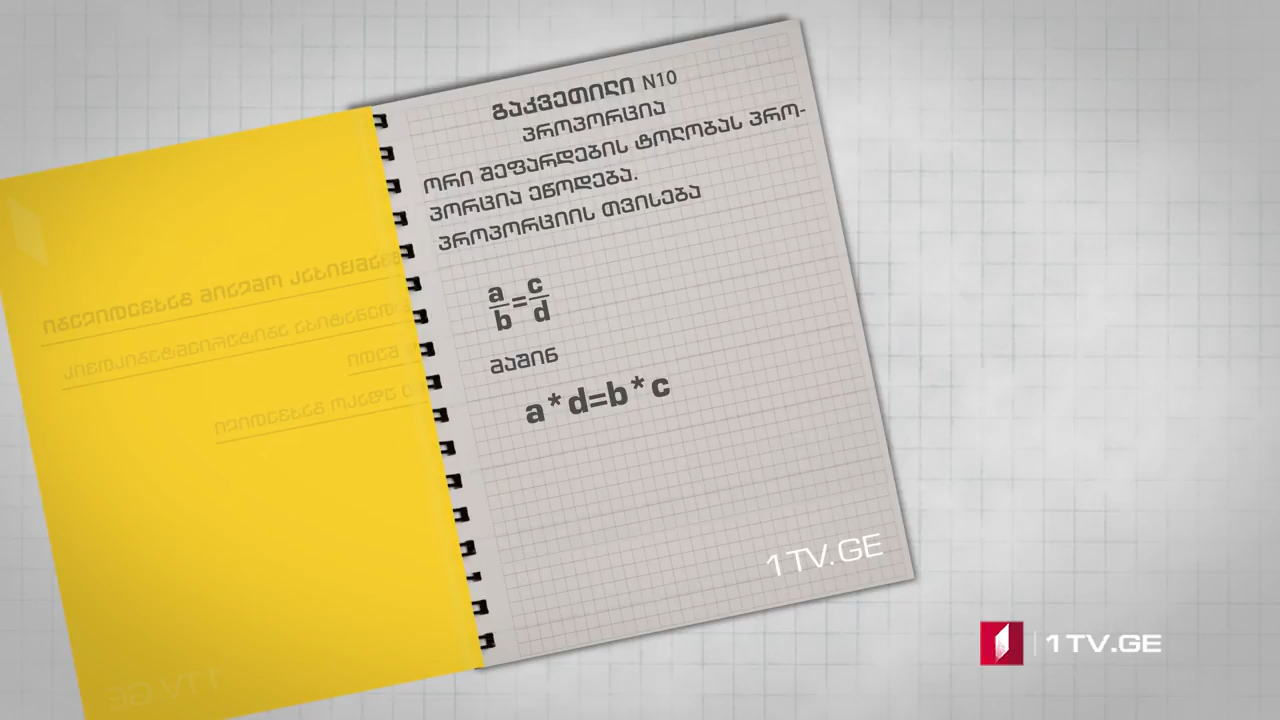 გაკვეთილი N10
პროპორცია
ორი შეფარდების ტოლობას პრო-
პორცია ეწოდება.
პროპორციის თვისება
a/b=c/d
მაშინ
a*d=b*c
1TV.GE
1TV.GE